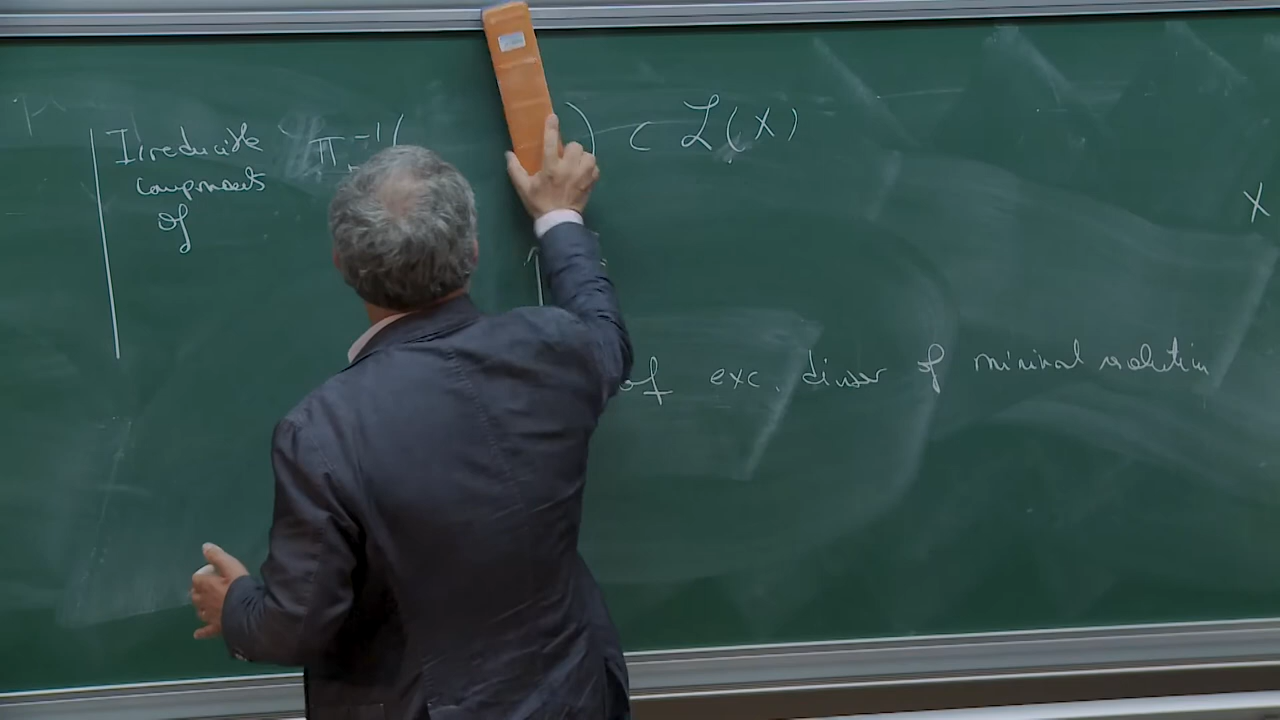 Irreducible π⁻¹( ) ⊂ ℒ(X)
components
of
X
of exc. divisor of minimal resolution